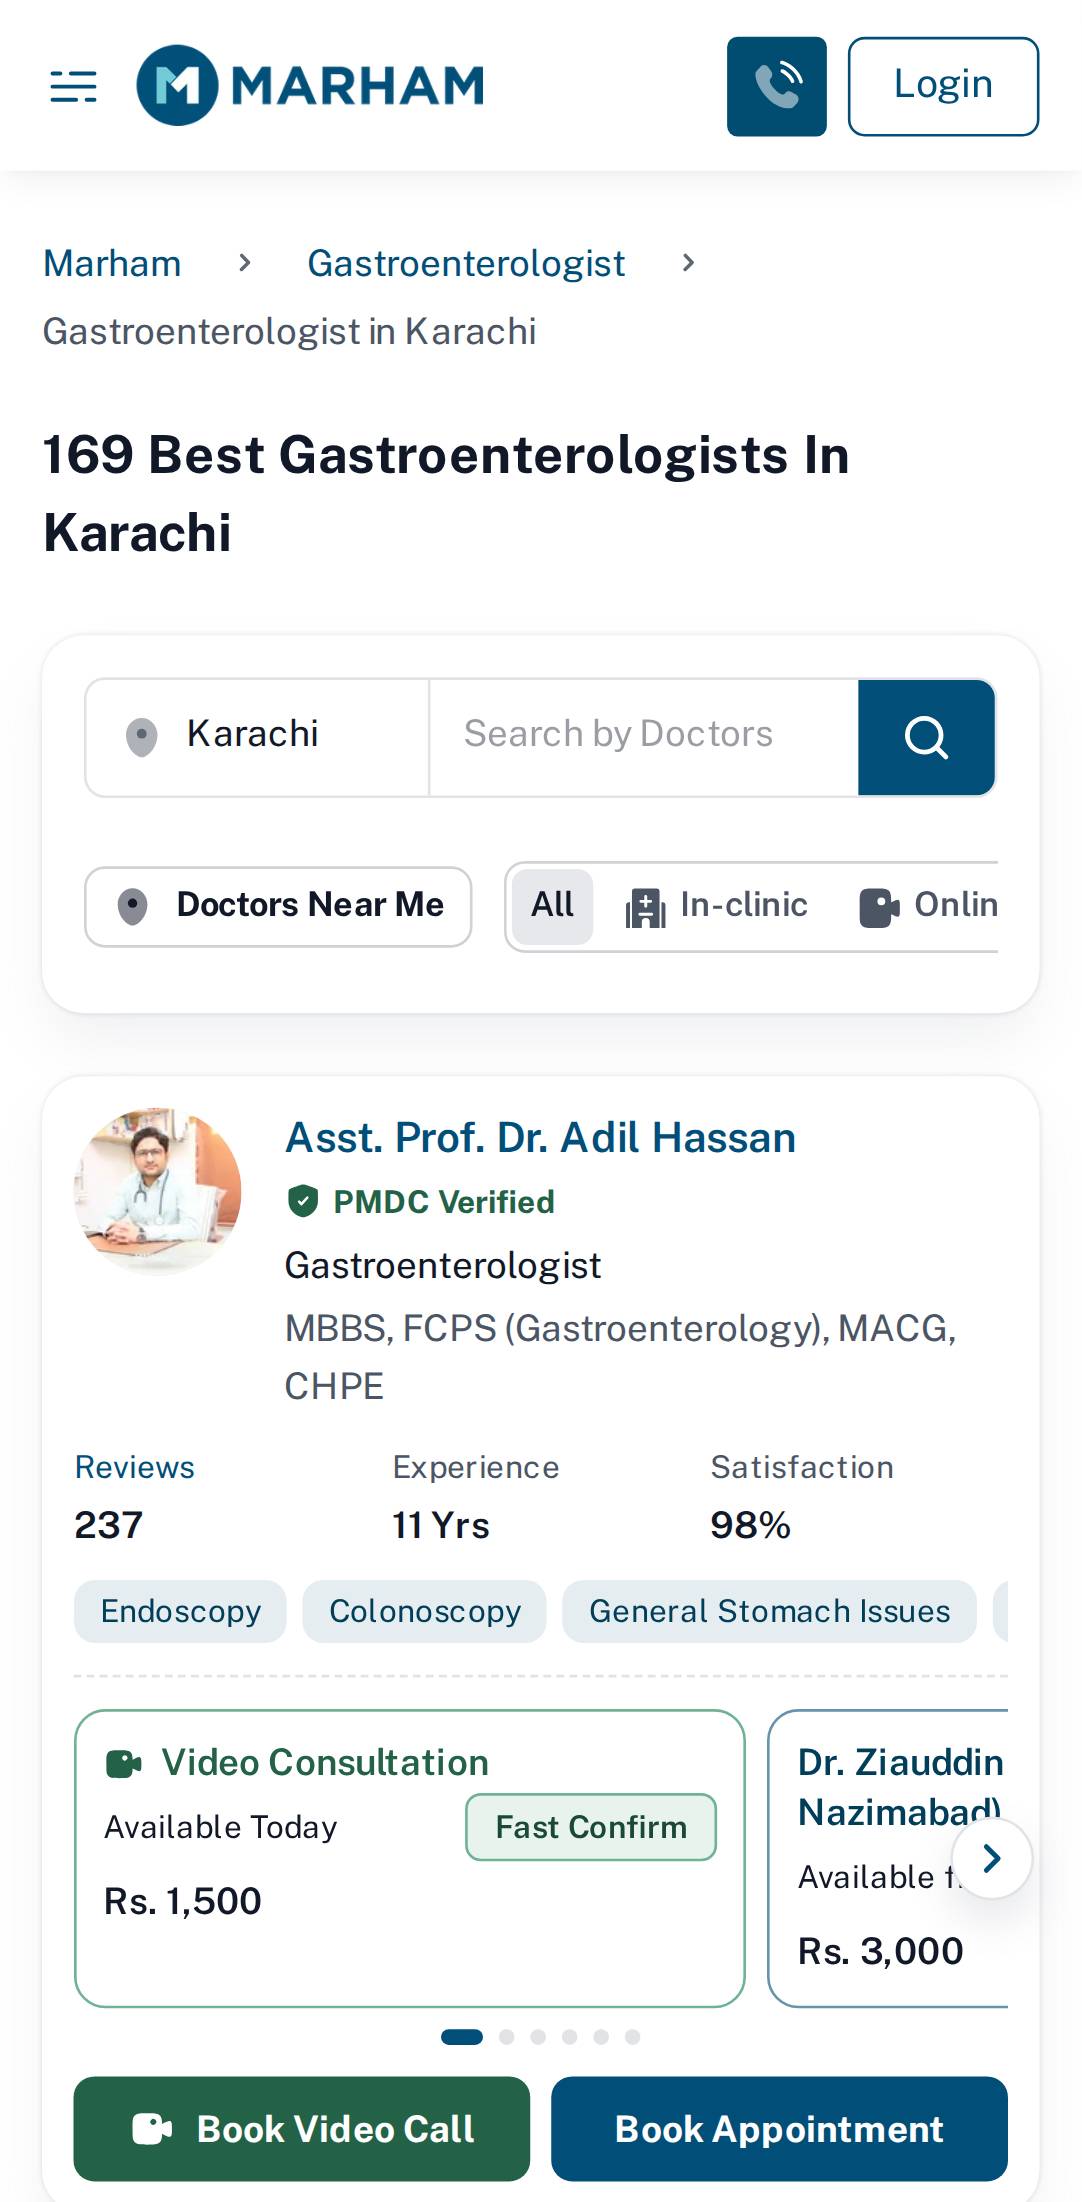 MARHAM
Login
Marham > Gastroenterologist >
Gastroenterologist in Karachi
169 Best Gastroenterologists In
Karachi
Karachi
Search by Doctors
Doctors Near Me
All
In-clinic
Onlin
Asst. Prof. Dr. Adil Hassan
PMDC Verified
Gastroenterologist
MBBS, FCPS (Gastroenterology), MACG,
CHPE
Reviews
237
Experience
11 Yrs
Satisfaction
98%
Endoscopy
Colonoscopy
General Stomach Issues
Video Consultation
Available Today
Fast Confirm
Rs. 1,500
Dr. Ziauddin
Nazimabad)
Available
Rs. 3,000
Book Video Call
Book Appointment